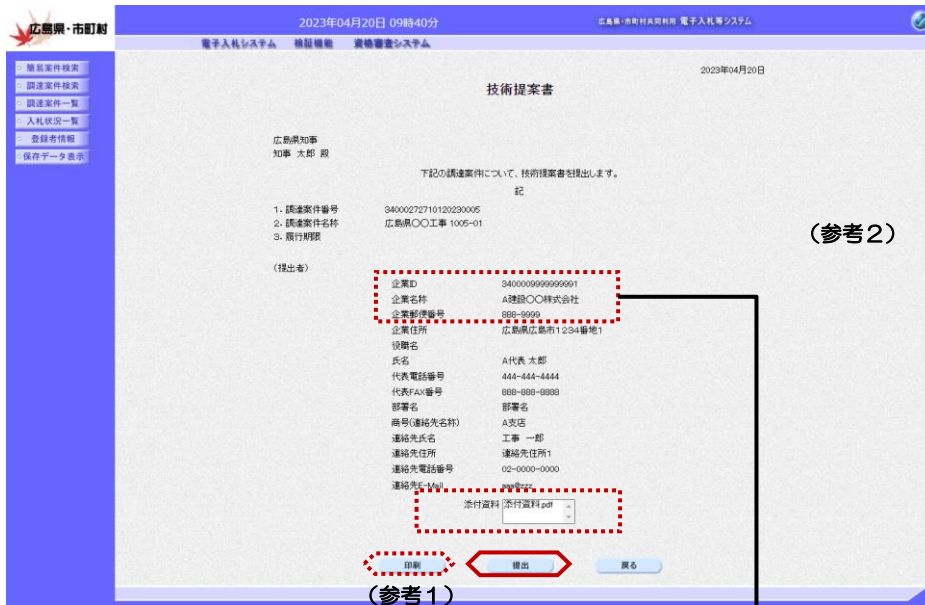 広島県・市町村
2023年04月20日 09時40分
広島県・市町村共同利用 電子入札等システム
電子入札システム 検証機能 資格審査システム
簡易案件検索
調達案件検索
調達案件一覧
入札状況一覧
登録者情報
保存データ表示
2023年04月20日
技術提案書
広島県知事
知事 太郎 殿
下記の調達案件について、技術提案書を提出します。
記
1. 調達案件番号 34000272710120230005
2. 調達案件名称 広島県〇〇工事 1005-01
3. 履行期限
(参考2)
(提出者)
企業ID 3400009999999991
企業名称 A建設〇〇株式会社
企業郵便番号 888-9999
企業住所 広島県広島市1234番地1
役職名
氏名 A代表 太郎
代表電話番号 444-444-4444
代表FAX番号 888-888-8888
部署名 部署名
商号(連絡先名称) A支店
連絡先氏名 工事 一郎
連絡先住所 連絡先住所1
連絡先電話番号 02-0000-0000
連絡先E-Mail aaa@zzz
添付資料 添付資料.pdf
印刷 提出 戻る
(参考1)